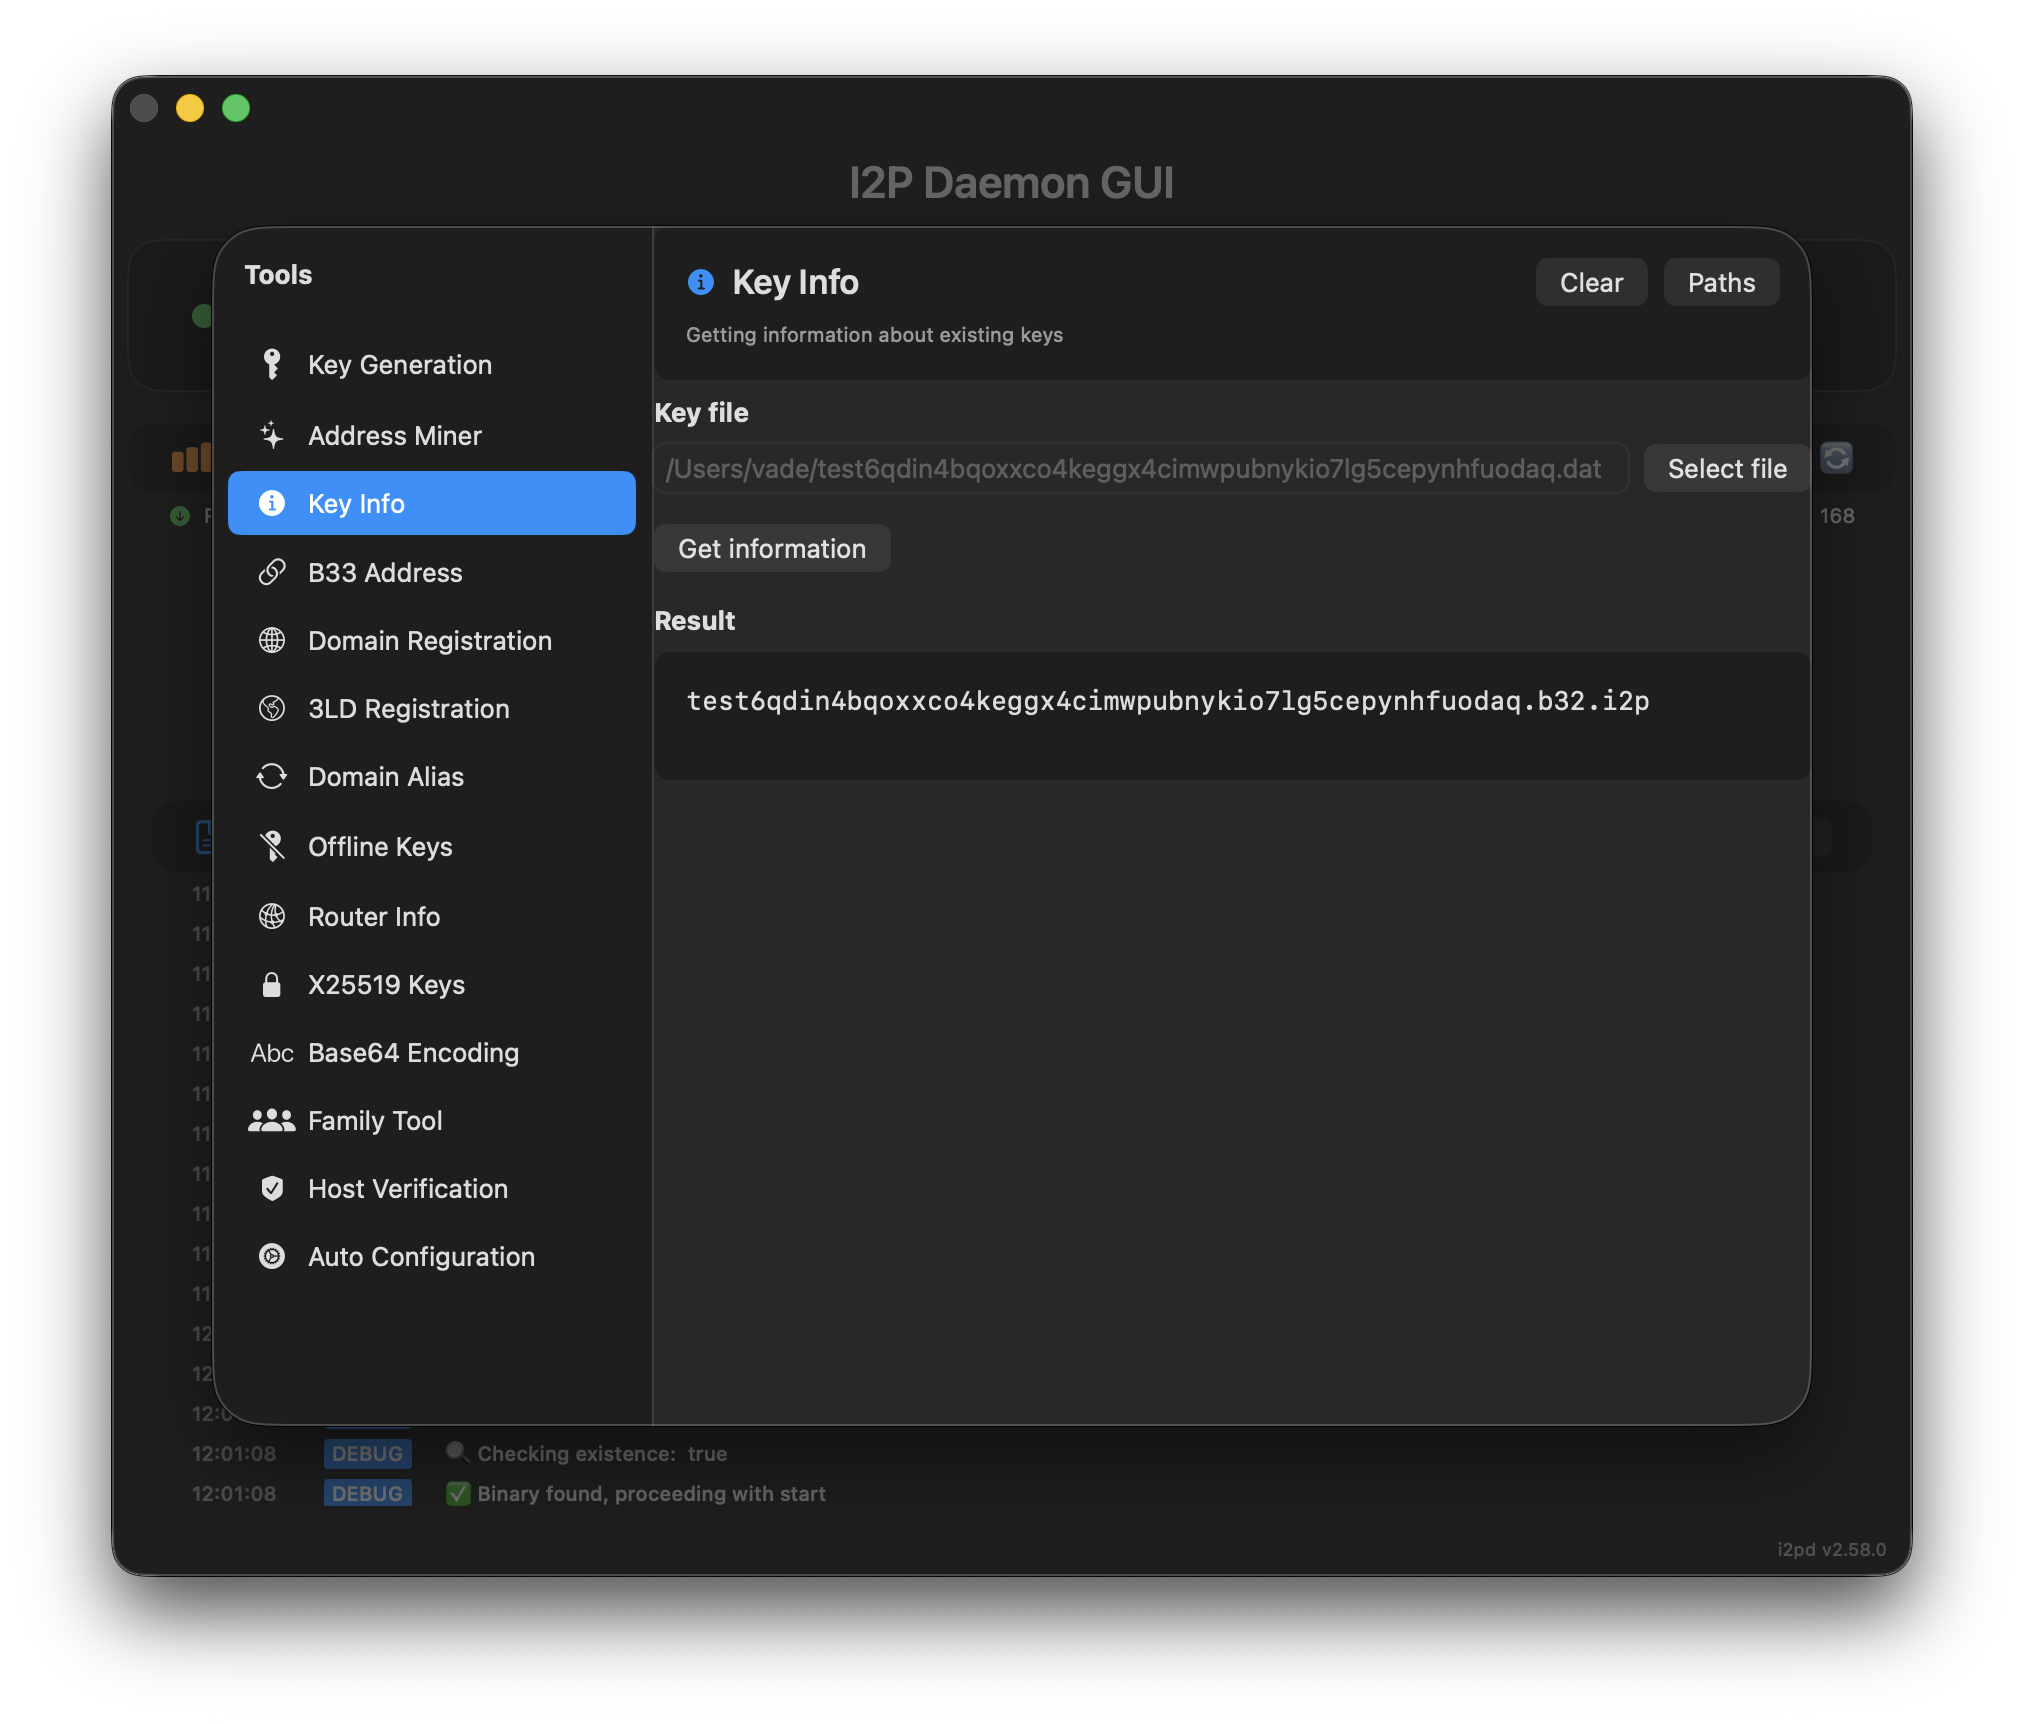 I2P Daemon GUI
Tools
Key Generation
Address Miner
Key Info
B33 Address
Domain Registration
3LD Registration
Domain Alias
Offline Keys
Router Info
X25519 Keys
Abc Base64 Encoding
Family Tool
Host Verification
Auto Configuration
Key Info
Clear
Paths
Getting information about existing keys
Key file
/Users/vade/test6qdin4bqoxxco4keggx4cimwpubnykio7lg5cepynhfuodaq.dat
Select file
Get information
Result
test6qdin4bqoxxco4keggx4cimwpubnykio7lg5cepynhfuodaq.b32.i2p
168
12:01:08 DEBUG Checking existence: true
12:01:08 DEBUG Binary found, proceeding with start
i2pd v2.58.0